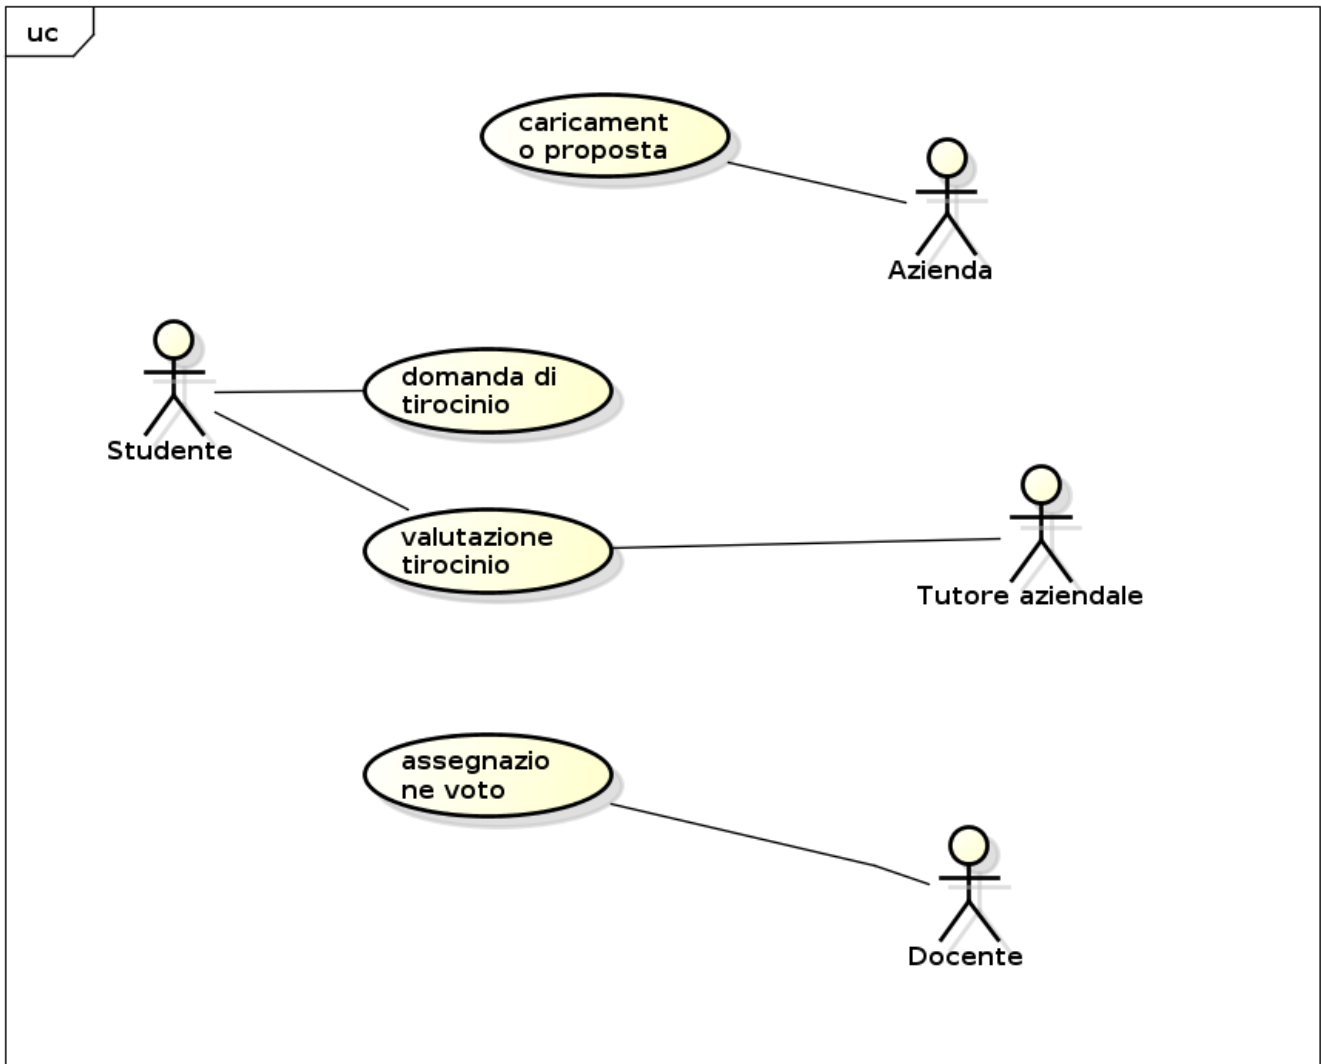 uc
caricament
o proposta
Azienda
domanda di
tirocinio
Studente
valutazione
tirocinio
Tutore aziendale
assegnazio
ne voto
Docente